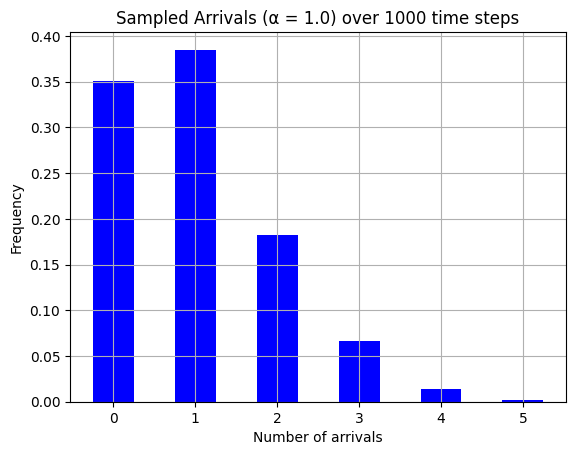 Sampled Arrivals (α = 1.0) over 1000 time steps
0.40
0.35
0.30
0.25
0.20
0.15
0.10
0.05
0.00
Frequency
0 1 2 3 4 5
Number of arrivals